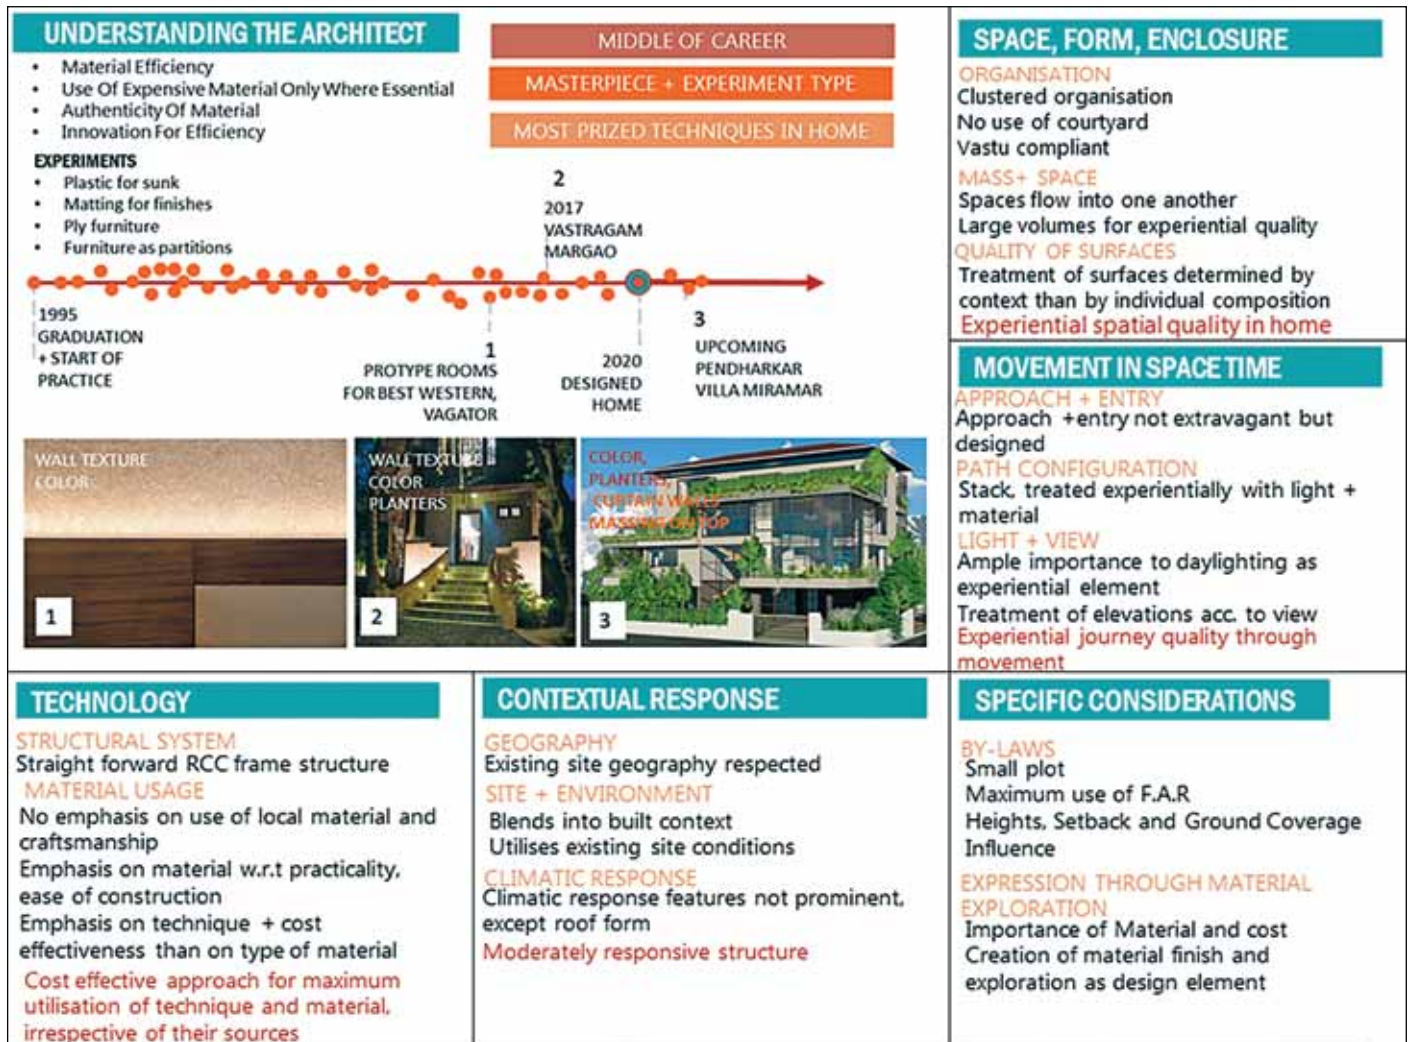 UNDERSTANDING THE ARCHITECT
• Material Efficiency
• Use Of Expensive Material Only Where Essential
• Authenticity Of Material
• Innovation For Efficiency
EXPERIMENTS
• Plastic for sunk
• Matting for finishes
• Ply furniture
• Furniture as partitions
MIDDLE OF CAREER
MASTERPIECE + EXPERIMENT TYPE
MOST PRIZED TECHNIQUES IN HOME
2
2017
VASTRAGAM
MARGAO
1995
GRADUATION
+ START OF
PRACTICE
1
PROTYPE ROOMS
FOR BEST WESTERN,
VAGATOR
2020
DESIGNED
HOME
3
UPCOMING
PENDHARKAR
VILLA MIRAMAR
WALL TEXTURE
COLOR
1
WALL TEXTURE
COLOR
PLANTERS
2
COLOR,
PLANTERS,
CURTAIN WALLS
MASSING ON TOP
3
SPACE, FORM, ENCLOSURE
ORGANISATION
Clustered organisation
No use of courtyard
Vastu compliant
MASS+ SPACE
Spaces flow into one another
Large volumes for experiential quality
QUALITY OF SURFACES
Treatment of surfaces determined by
context than by individual composition
Experiential spatial quality in home
MOVEMENT IN SPACE TIME
APPROACH + ENTRY
Approach +entry not extravagant but
designed
PATH CONFIGURATION
Stack, treated experientially with light +
material
LIGHT + VIEW
Ample importance to daylighting as
experiential element
Treatment of elevations acc. to view
Experiential journey quality through
movement
TECHNOLOGY
STRUCTURAL SYSTEM
Straight forward RCC frame structure
MATERIAL USAGE
No emphasis on use of local material and
craftsmanship
Emphasis on material w.r.t practicality,
ease of construction
Emphasis on technique + cost
effectiveness than on type of material
Cost effective approach for maximum
utilisation of technique and material,
irrespective of their sources
CONTEXTUAL RESPONSE
GEOGRAPHY
Existing site geography respected
SITE + ENVIRONMENT
Blends into built context
Utilises existing site conditions
CLIMATIC RESPONSE
Climatic response features not prominent,
except roof form
Moderately responsive structure
SPECIFIC CONSIDERATIONS
BY-LAWS
Small plot
Maximum use of F.A.R
Heights, Setback and Ground Coverage
Influence
EXPRESSION THROUGH MATERIAL
EXPLORATION
Importance of Material and cost
Creation of material finish and
exploration as design element